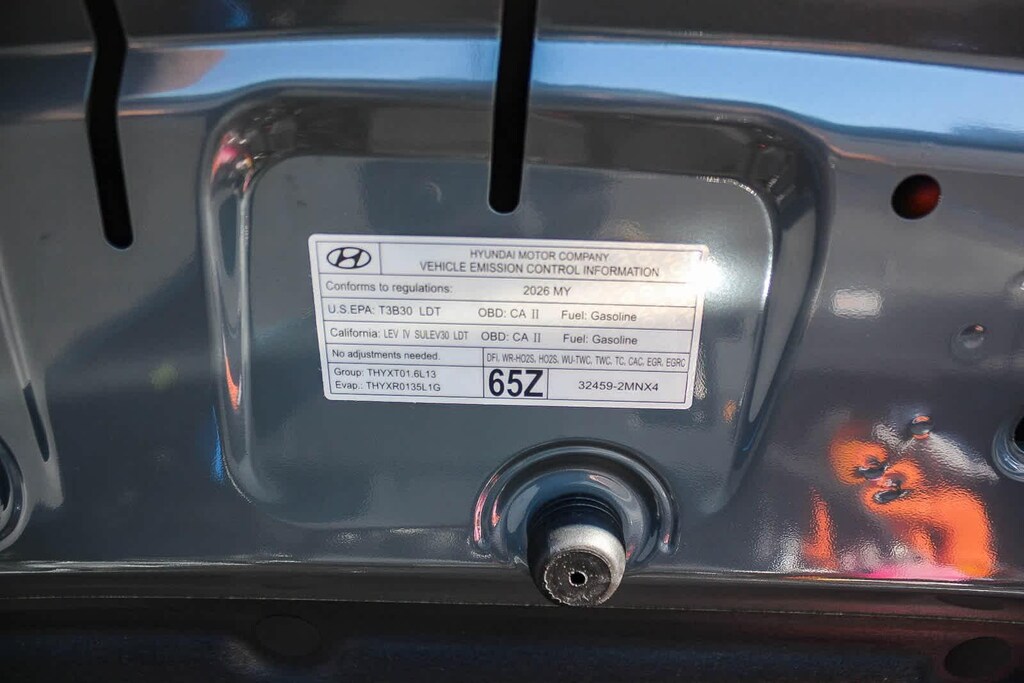 HYUNDAI MOTOR COMPANY
VEHICLE EMISSION CONTROL INFORMATION
Conforms to regulations: 2026 MY
U.S.EPA: T3B30 LDT OBD: CA II Fuel: Gasoline
California: LEV IV SULEV30 LDT OBD: CA II Fuel: Gasoline
No adjustments needed. DFI, WR-HO2S, HO2S, WU-TWC, TWC, TC, CAC, EGR, EGRC
Group: THYXT01.6L13
Evap.: THYXR0135L1G
65Z 32459-2MNX4